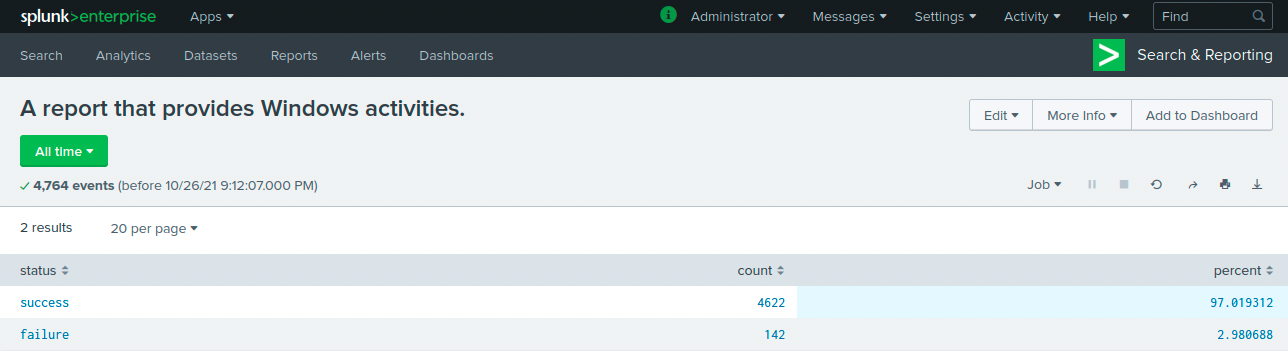 splunk>enterprise Apps Administrator Messages Settings Activity Help Find
Search Analytics Datasets Reports Alerts Dashboards Search & Reporting
A report that provides Windows activities.
Edit More Info Add to Dashboard
All time
4,764 events (before 10/26/21 9:12:07.000 PM)
Job
2 results 20 per page
status count percent
success 4622 97.019312
failure 142 2.980688